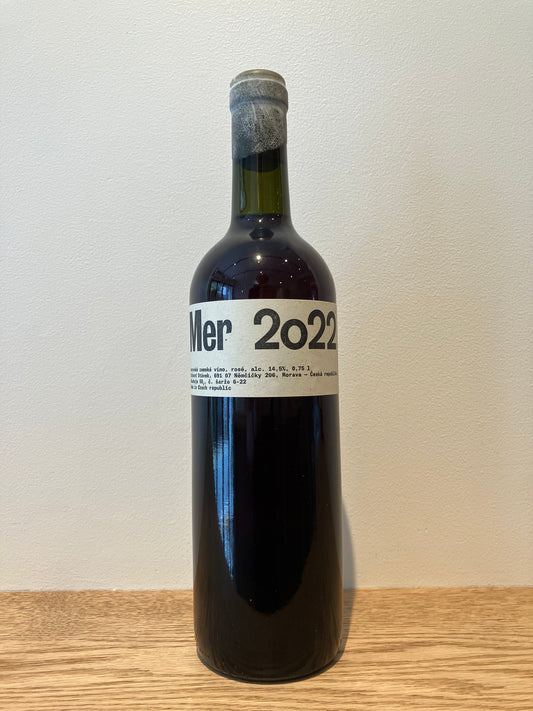 Mer 2022
zemské víno, rosé, alc. 14,5%, 0,75 l
Stávek, 691 07 Němčičky 206, Morava – Česká
č. šarže 6-22
republic